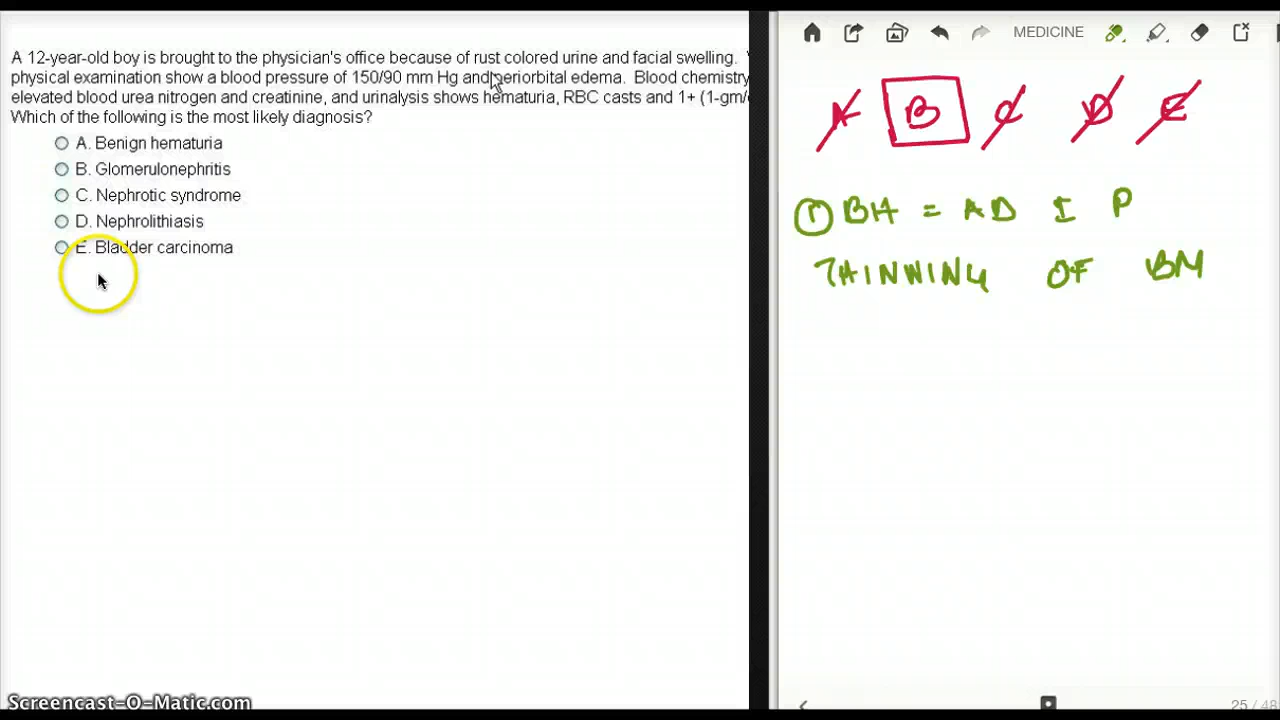 A 12-year-old boy is brought to the physician's office because of rust colored urine and facial swelling.
physical examination show a blood pressure of 150/90 mm Hg and periorbital edema. Blood chemistry
elevated blood urea nitrogen and creatinine, and urinalysis shows hematuria, RBC casts and 1+ (1-gm/
Which of the following is the most likely diagnosis?
A. Benign hematuria
B. Glomerulonephritis
C. Nephrotic syndrome
D. Nephrolithiasis
E. Bladder carcinoma
Screencast-O-Matic.com
MEDICINE
A B C D E
1 BH = AD I P
THINNING OF BM
25 / 48